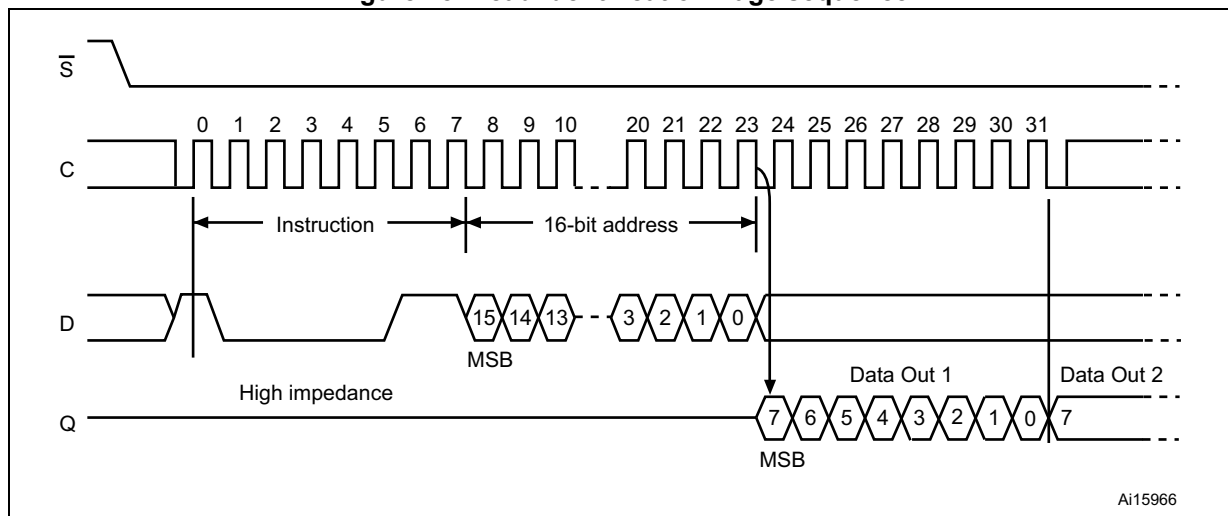 S̅
0 1 2 3 4 5 6 7 8 9 10 20 21 22 23 24 25 26 27 28 29 30 31
C
Instruction 16-bit address
D
15 14 13 3 2 1 0
MSB
High impedance
Data Out 1 Data Out 2
Q
7 6 5 4 3 2 1 0 7
MSB
Ai15966